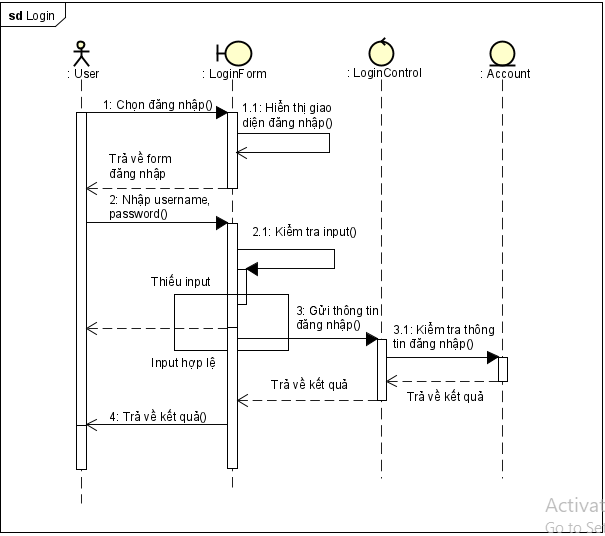 sd Login
: User
: LoginForm
: LoginControl
: Account
1: Chọn đăng nhập()
1.1: Hiển thị giao
diện đăng nhập()
Trả về form
đăng nhập
2: Nhập username,
password()
2.1: Kiểm tra input()
Thiếu input
3: Gửi thông tin
đăng nhập()
3.1: Kiểm tra thông
tin đăng nhập()
Input hợp lệ
Trả về kết quả
Trả về kết quả
4: Trả về kết quả()
Activat
Go to Set